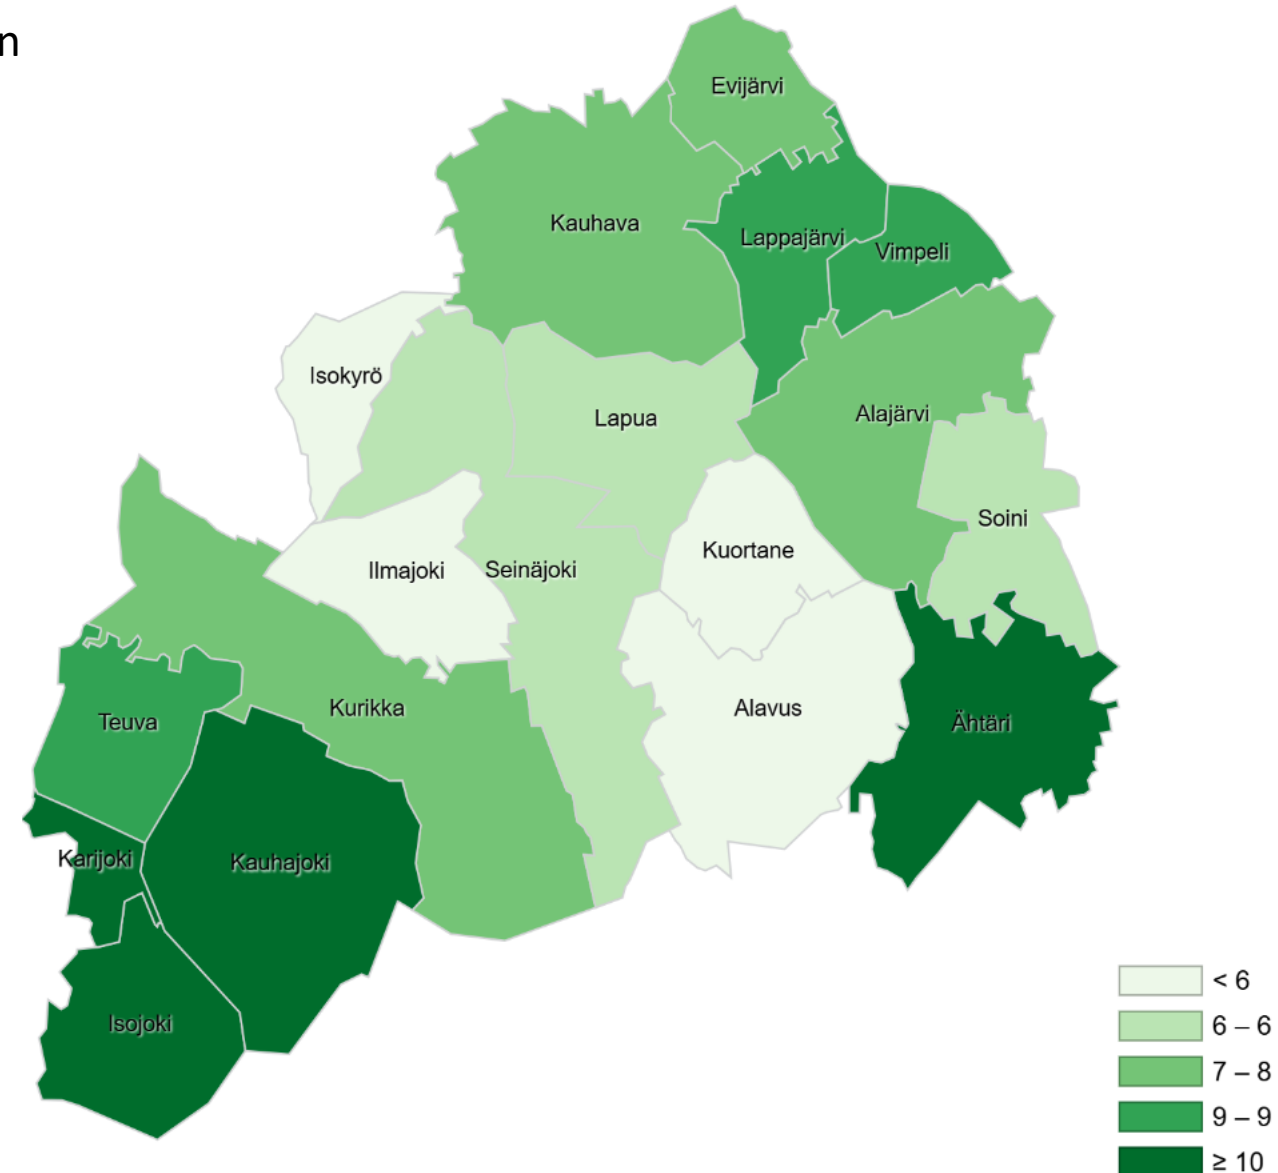 n
Evijärvi
Kauhava
Lappajärvi
Vimpeli
Isokyrö
Lapua
Alajärvi
Soini
Kuortane
Ilmajoki
Seinäjoki
Kurikka
Alavus
Teuva
Ähtäri
Karijoki
Kauhajoki
Isojoki
< 6
6 – 6
7 – 8
9 – 9
≥ 10